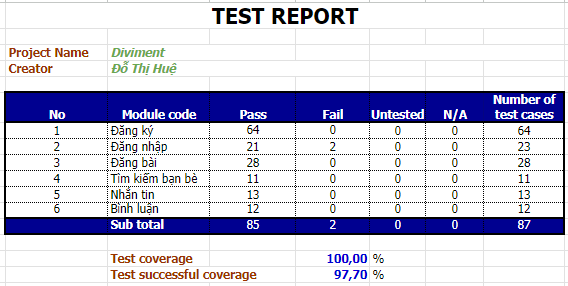 TEST REPORT
Project Name Diviment
Creator Đỗ Thị Huệ
No Module code Pass Fail Untested N/A Number of test cases
1 Đăng ký 64 0 0 0 64
2 Đăng nhập 21 2 0 0 23
3 Đăng bài 28 0 0 0 28
4 Tìm kiếm bạn bè 11 0 0 0 11
5 Nhắn tin 13 0 0 0 13
6 Bình luận 12 0 0 0 12
Sub total 85 2 0 0 87
Test coverage 100,00 %
Test successful coverage 97,70 %